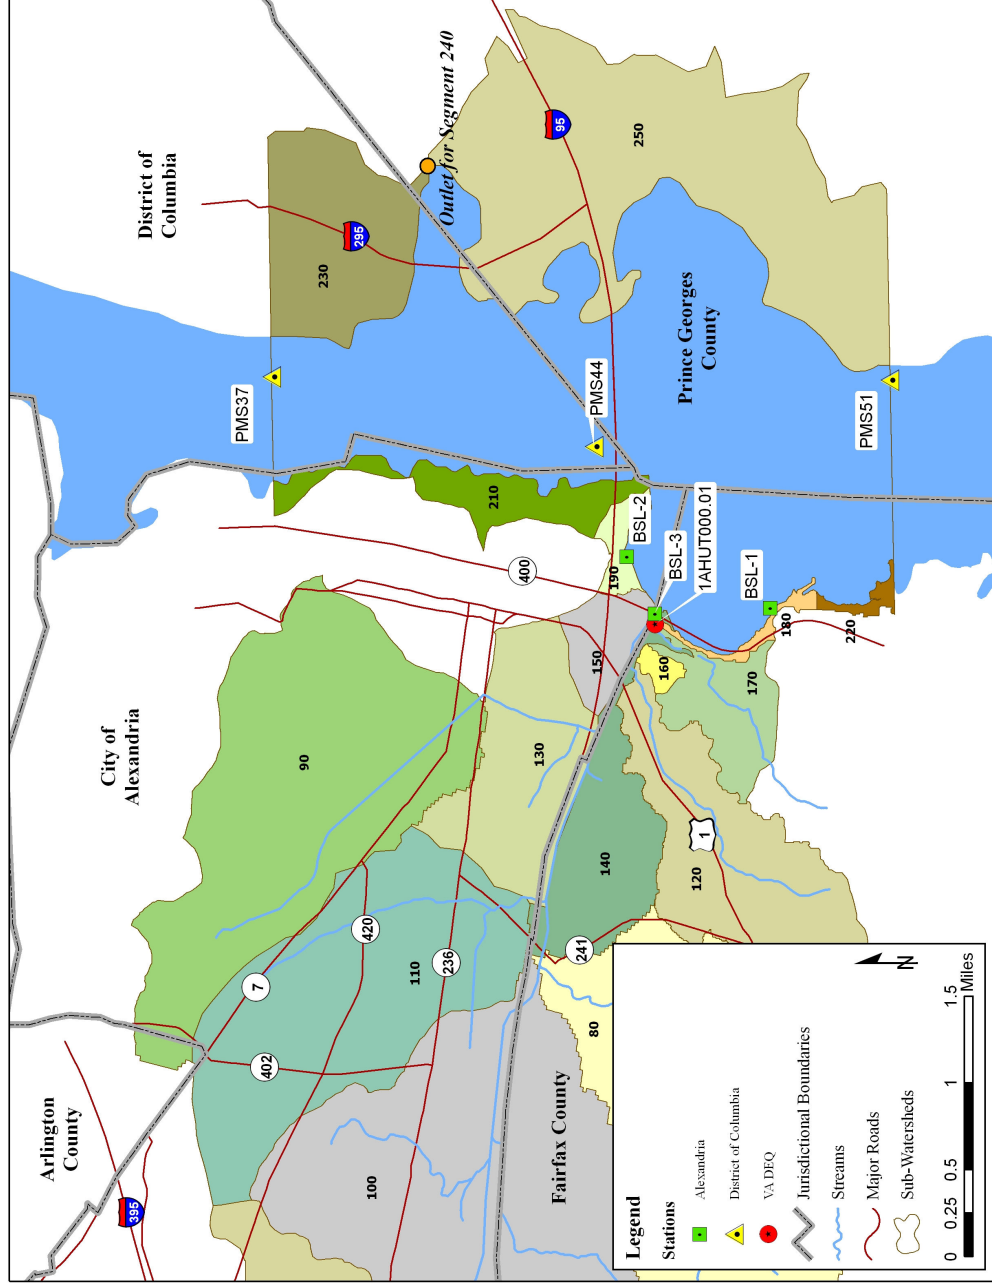 Arlington
County
395
City of
Alexandria
District of
Columbia
295
PMS37
230
Outlet for Segment 240
90
7
402
420
110
236
241
100
210
400
130
140
150
190
BSL-2
PMS44
BSL-3
1AHUT000.01
BSL-1
95
250
Prince Georges
County
PMS51
160
170
180
220
120
1
80
Fairfax County
Legend
Stations
Alexandria
District of Columbia
VA DEQ
Jurisdictional Boundaries
Streams
Major Roads
Sub-Watersheds
N
0 0.25 0.5 1 1.5
Miles